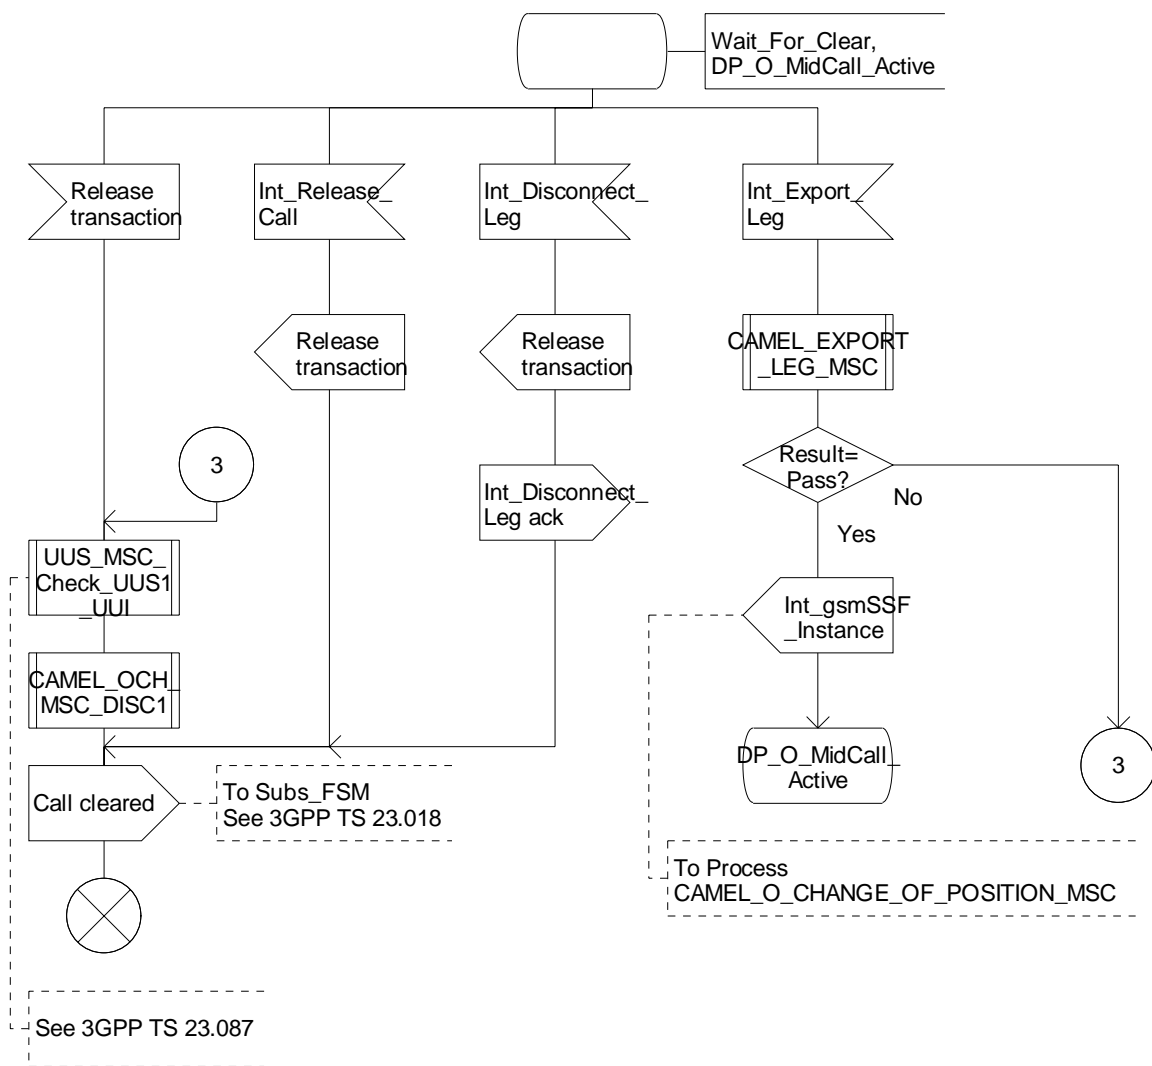 Wait_For_Clear,
DP_O_MidCall_Active
Release
transaction
Int_Release_
Call
Int_Disconnect_
Leg
Int_Export_
Leg
Release
transaction
Release
transaction
CAMEL_EXPORT
_LEG_MSC
3
Result=
Pass?
No
Int_Disconnect_
Leg ack
Yes
UUS_MSC_
Check_UUS1
_UUI
Int_gsmSSF
_Instance
CAMEL_OCH_
MSC_DISC1
DP_O_MidCall_
Active
3
Call cleared
To Subs_FSM
See 3GPP TS 23.018
To Process
CAMEL_O_CHANGE_OF_POSITION_MSC
See 3GPP TS 23.087